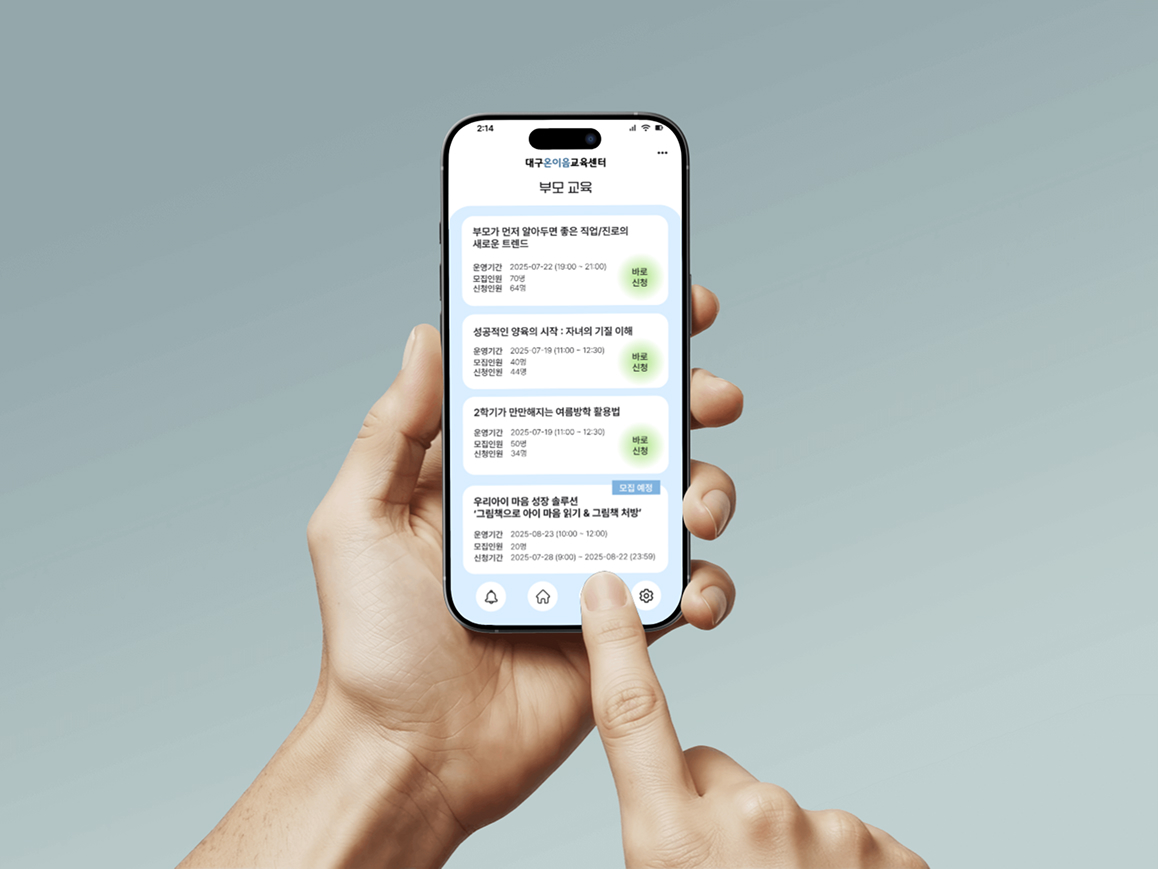 2:14
대구온이음교육센터
부모 교육
부모가 먼저 알아두면 좋은 직업/진로의
새로운 트렌드
운영기간 2025-07-22 (19:00 ~ 21:00)
모집인원 70명
신청인원 64명
바로
신청
성공적인 양육의 시작 : 자녀의 기질 이해
운영기간 2025-07-19 (11:00 ~ 12:30)
모집인원 40명
신청인원 44명
바로
신청
2학기가 만만해지는 여름방학 활용법
운영기간 2025-07-19 (11:00 ~ 12:30)
모집인원 50명
신청인원 34명
바로
신청
모집 예정
우리아이 마음 성장 솔루션
'그림책으로 아이 마음 읽기 & 그림책 처방'
운영기간 2025-08-23 (10:00 ~ 12:00)
모집인원 20명
신청기간 2025-07-28 (9:00) ~ 2025-08-22 (23:59)